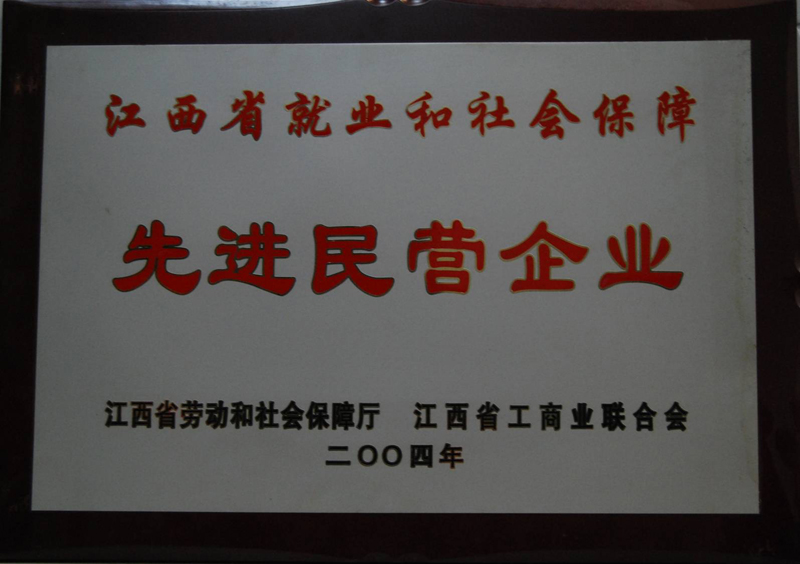 江西省就业和社会保障
先进民营企业
江西省劳动和社会保障厅 江西省工商业联合会
二〇〇四年